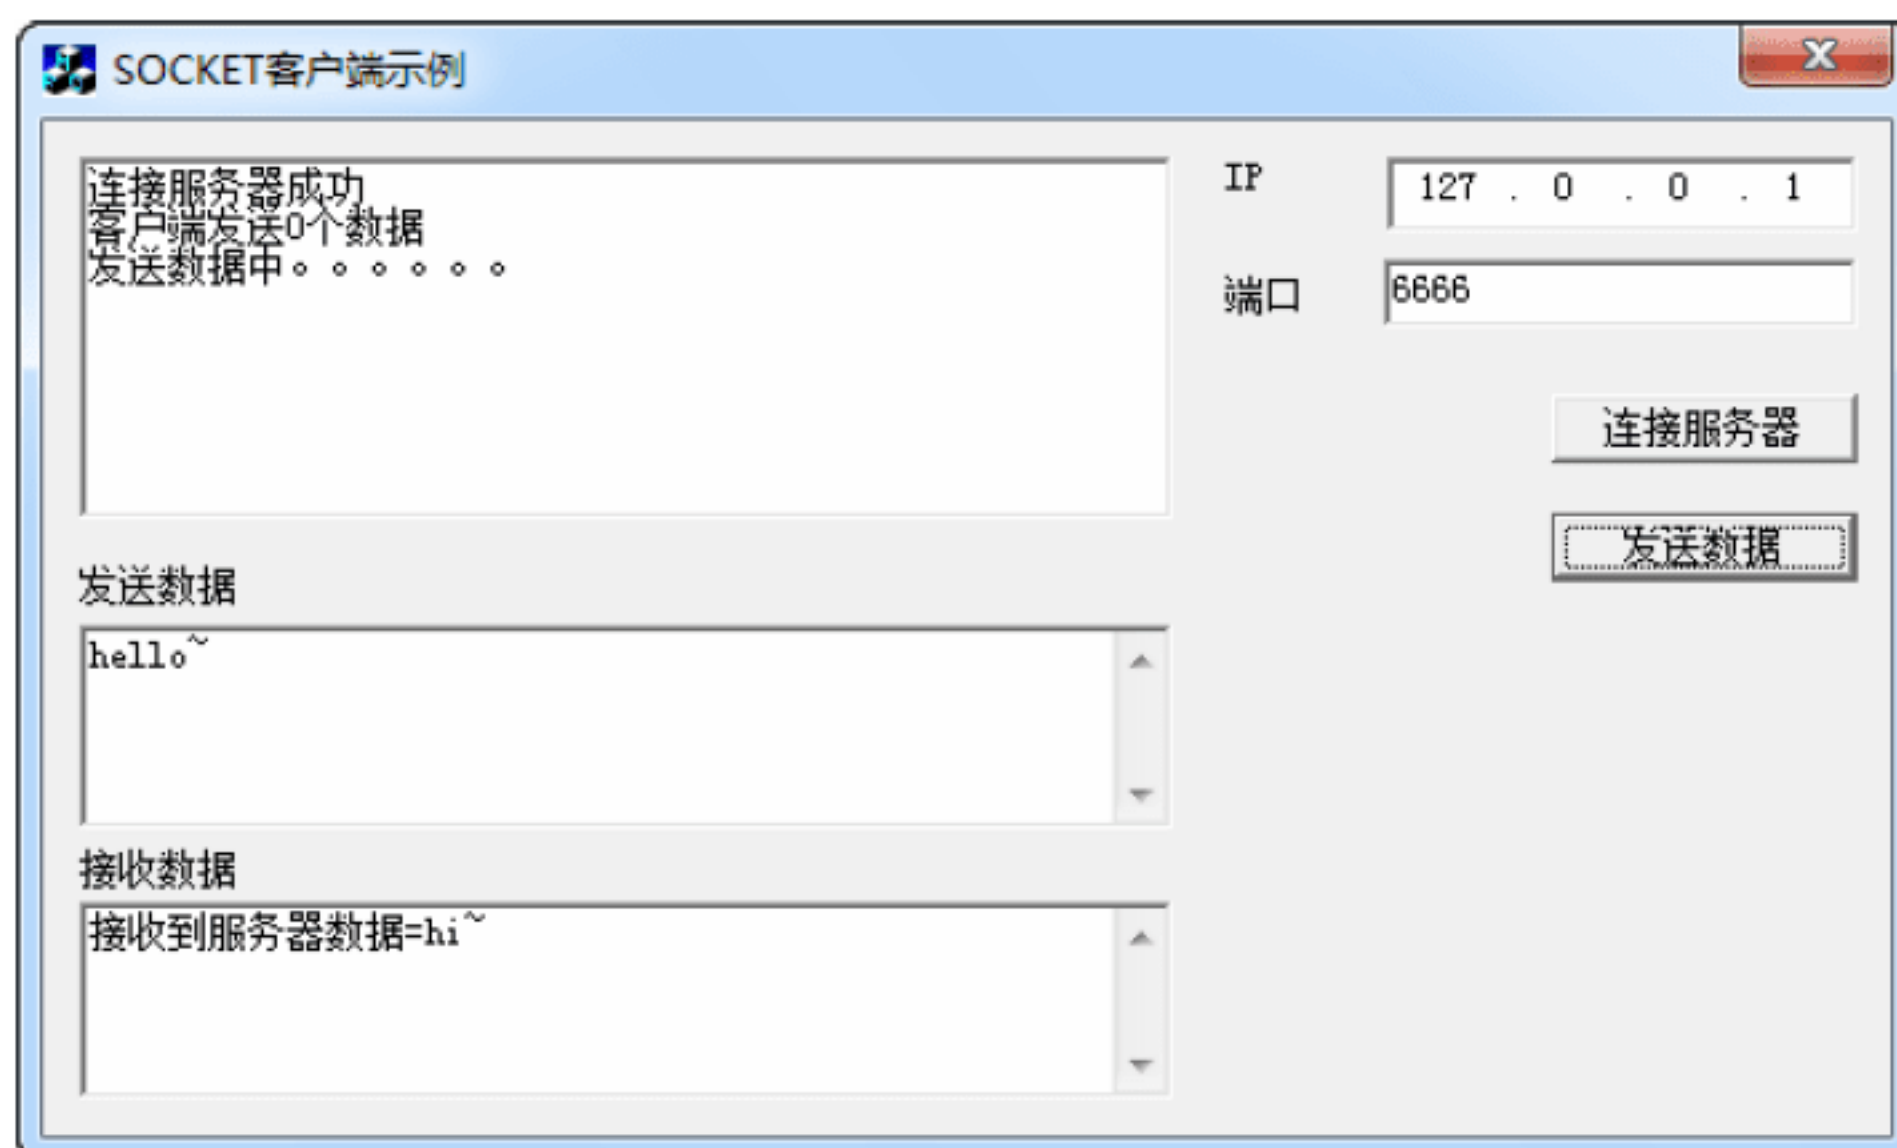 SOCKET客户端示例
连接服务器成功
客户端发送0个数据
发送数据中。。。。。。
IP
127 . 0 . 0 . 1
端口
6666
连接服务器
发送数据
发送数据
hello~
接收数据
接收到服务器数据=hi~